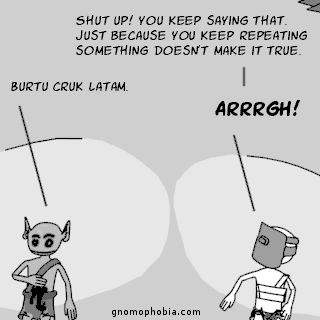 SHUT UP! YOU KEEP SAYING THAT.
JUST BECAUSE YOU KEEP REPEATING
SOMETHING DOESN'T MAKE IT TRUE.
BURTU CRUK LATAM.
ARRRGH!
gnomophobia.com